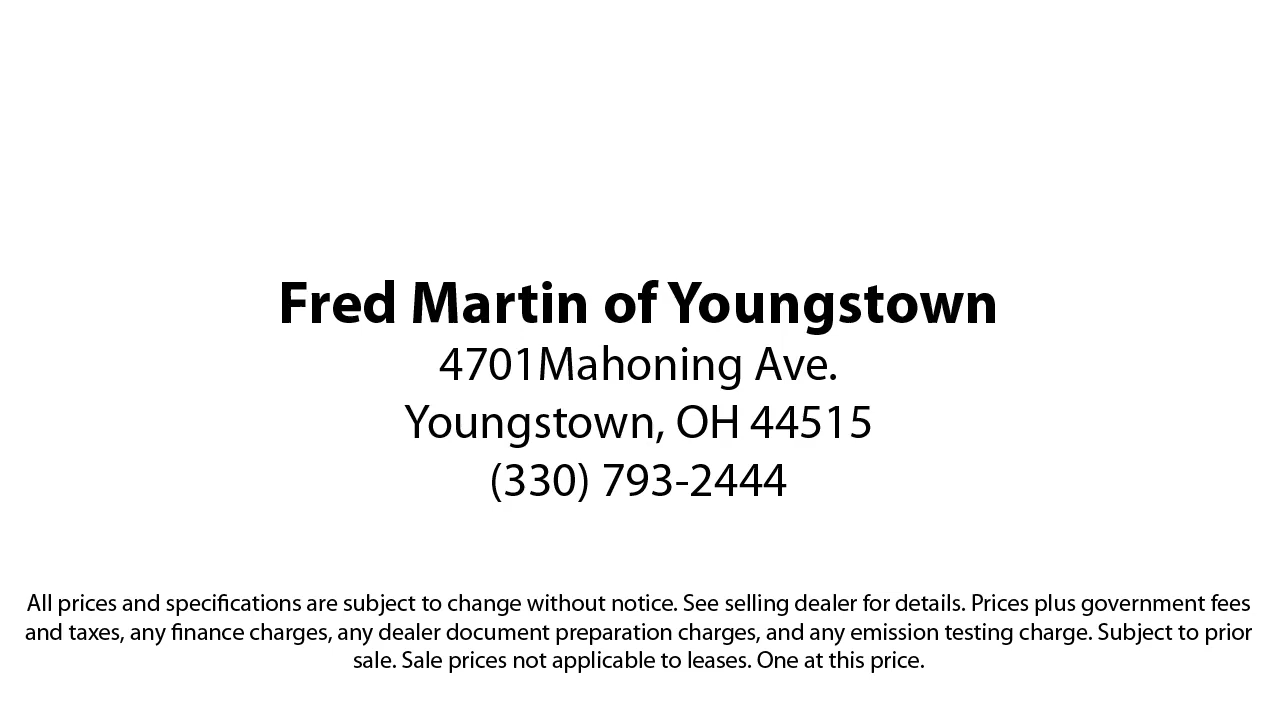 Fred Martin of Youngstown
4701Mahoning Ave.
Youngstown, OH 44515
(330) 793-2444
All prices and specifications are subject to change without notice. See selling dealer for details. Prices plus government fees
and taxes, any finance charges, any dealer document preparation charges, and any emission testing charge. Subject to prior
sale. Sale prices not applicable to leases. One at this price.